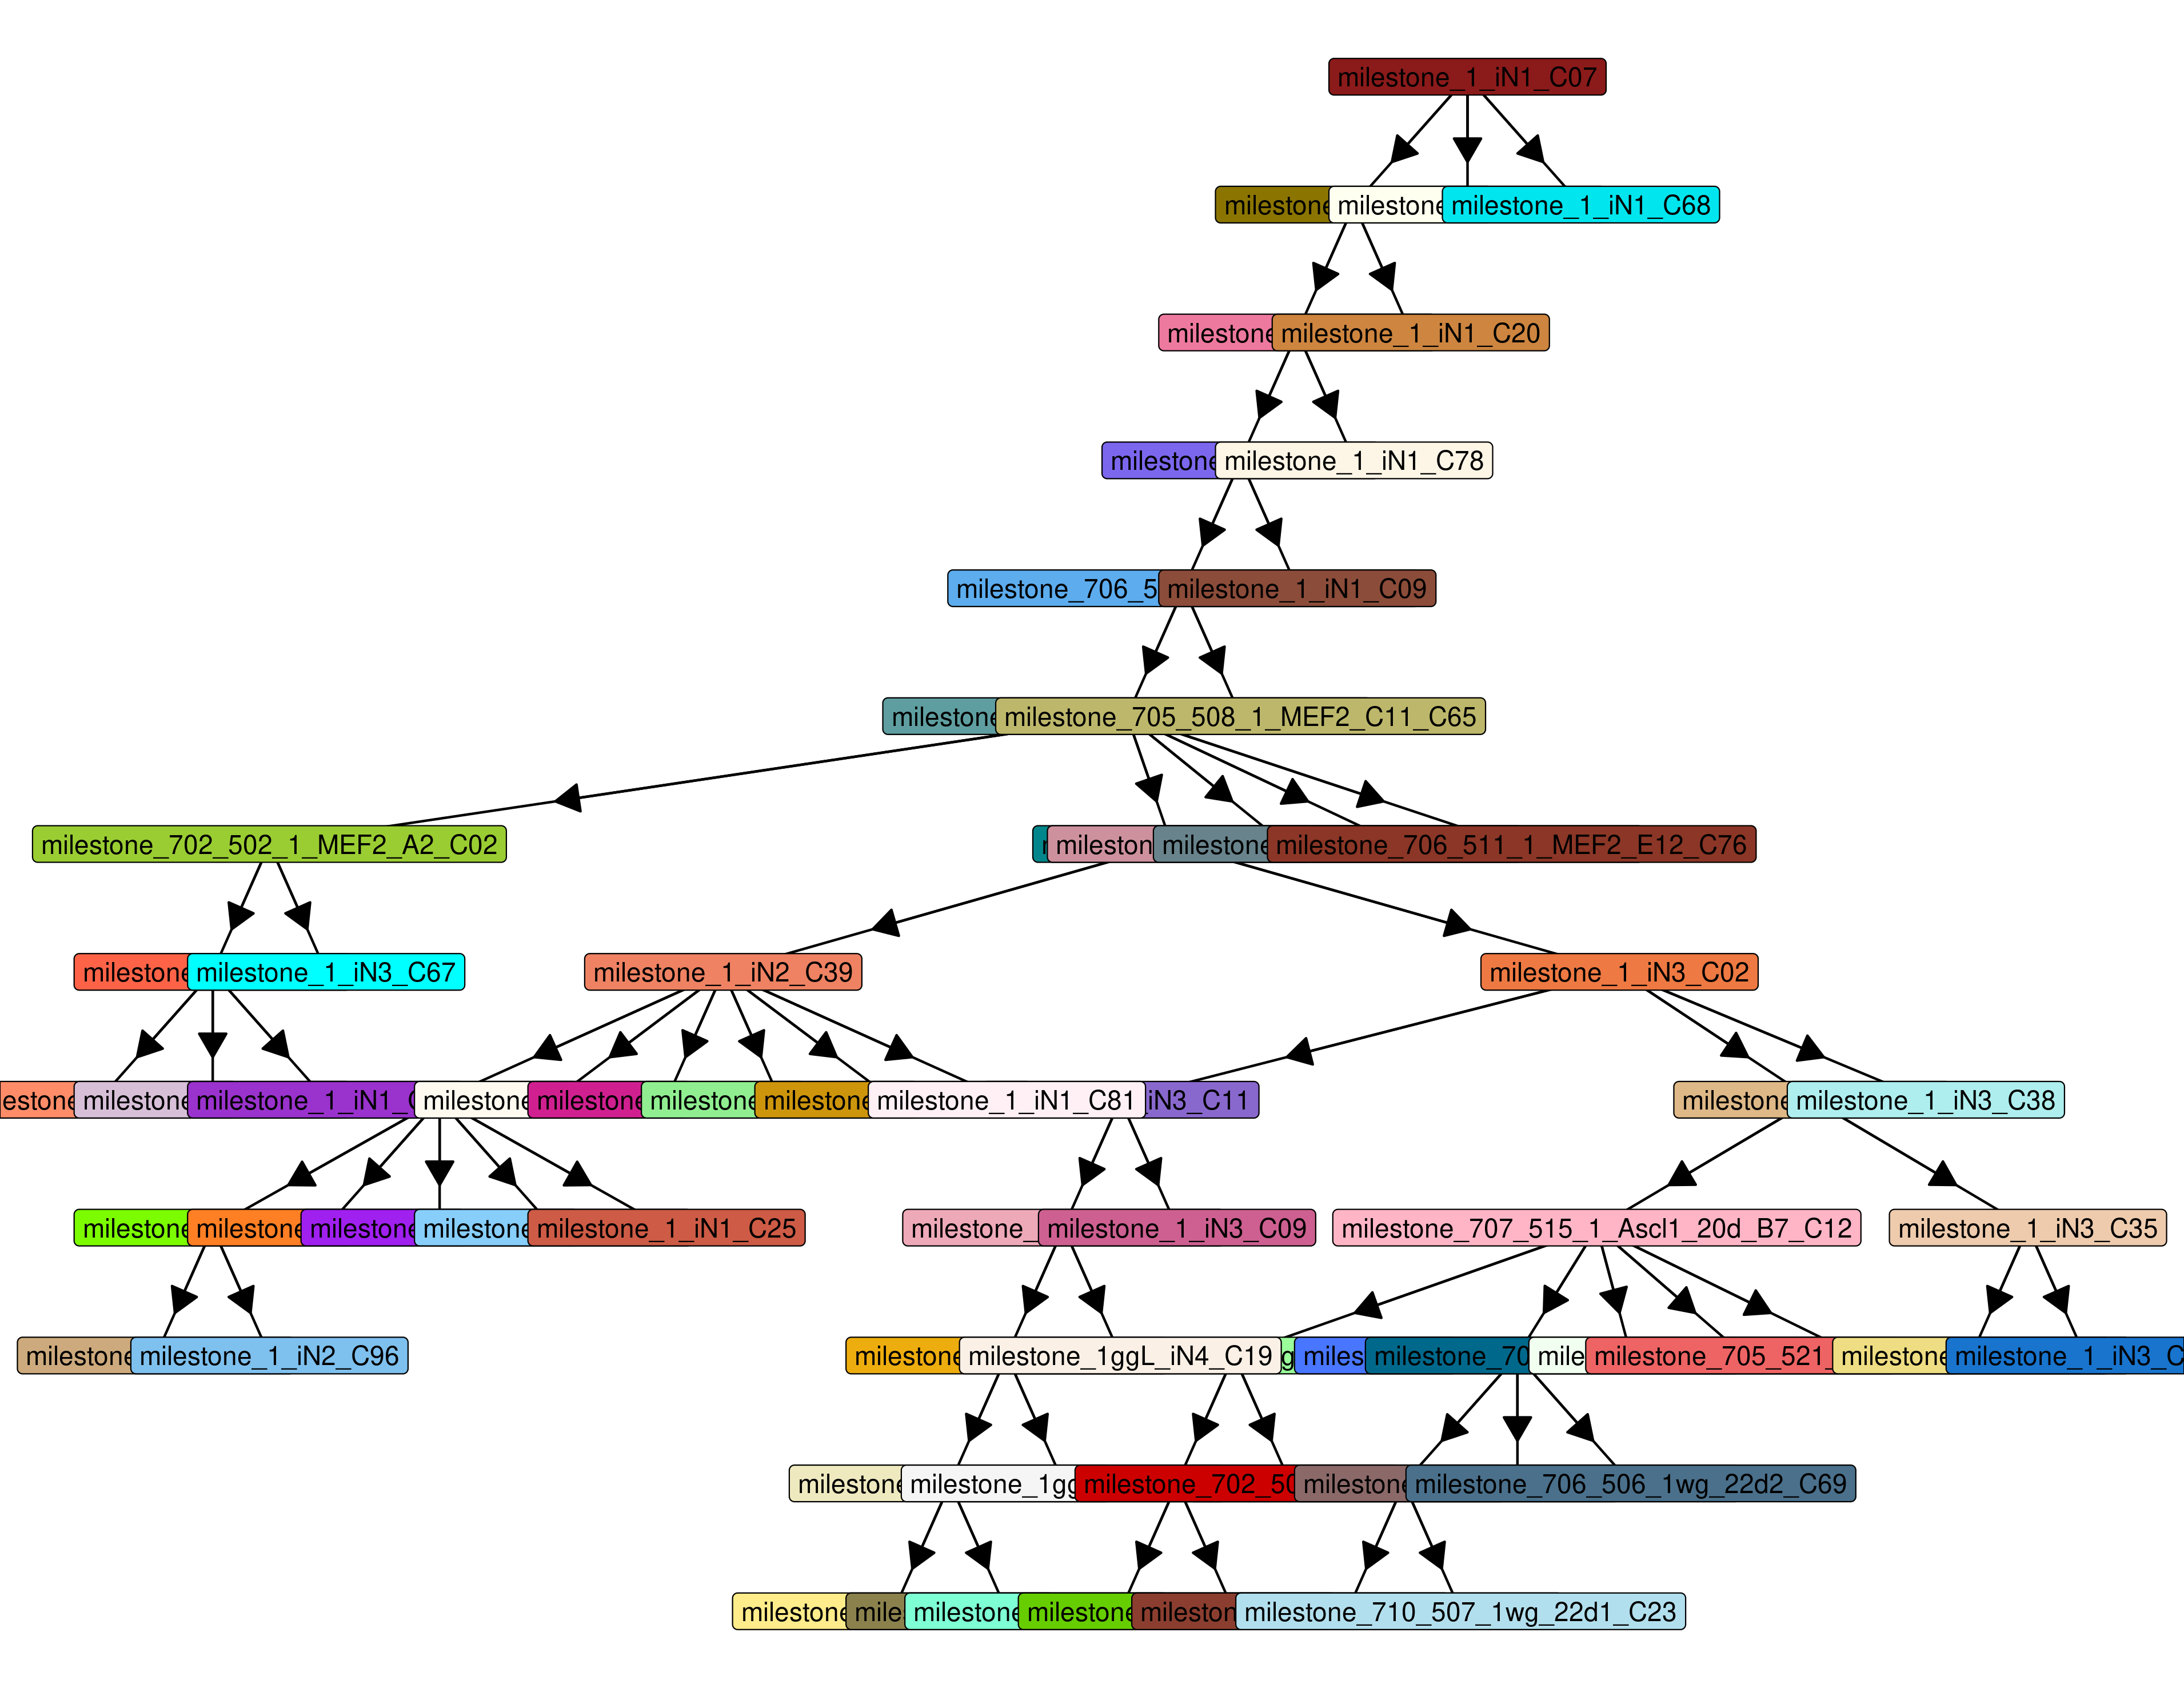 milestone_1_iN1_C07
milestone milestone milestone_1_iN1_C68
milestone milestone_1_iN1_C20
milestone milestone_1_iN1_C78
milestone_706_5 milestone_1_iN1_C09
milestone milestone_705_508_1_MEF2_C11_C65
milestone_702_502_1_MEF2_A2_C02 mileston milestone milestone_706_511_1_MEF2_E12_C76
milestone milestone_1_iN3_C67 milestone_1_iN2_C39 milestone_1_iN3_C02
estone milestone milestone_1_iN1_ milestone milestone milestone milestone milestone_1_iN1_C81 iN3_C11 milestone milestone_1_iN3_C38
milestone milestone milestone milestone milestone_1_iN1_C25 milestone_ milestone_1_iN3_C09 milestone_707_515_1_Ascl1_20d_B7_C12 milestone_1_iN3_C35
milestone milestone_1_iN2_C96 milestone milestone_1ggL_iN4_C19 g miles milestone_70 mile milestone_705_521_ milestone milestone_1_iN3_C
milestone milestone_1gg milestone_702_50 milestone milestone_706_506_1wg_22d2_C69
milestone mile milestone milestone mileston milestone_710_507_1wg_22d1_C23